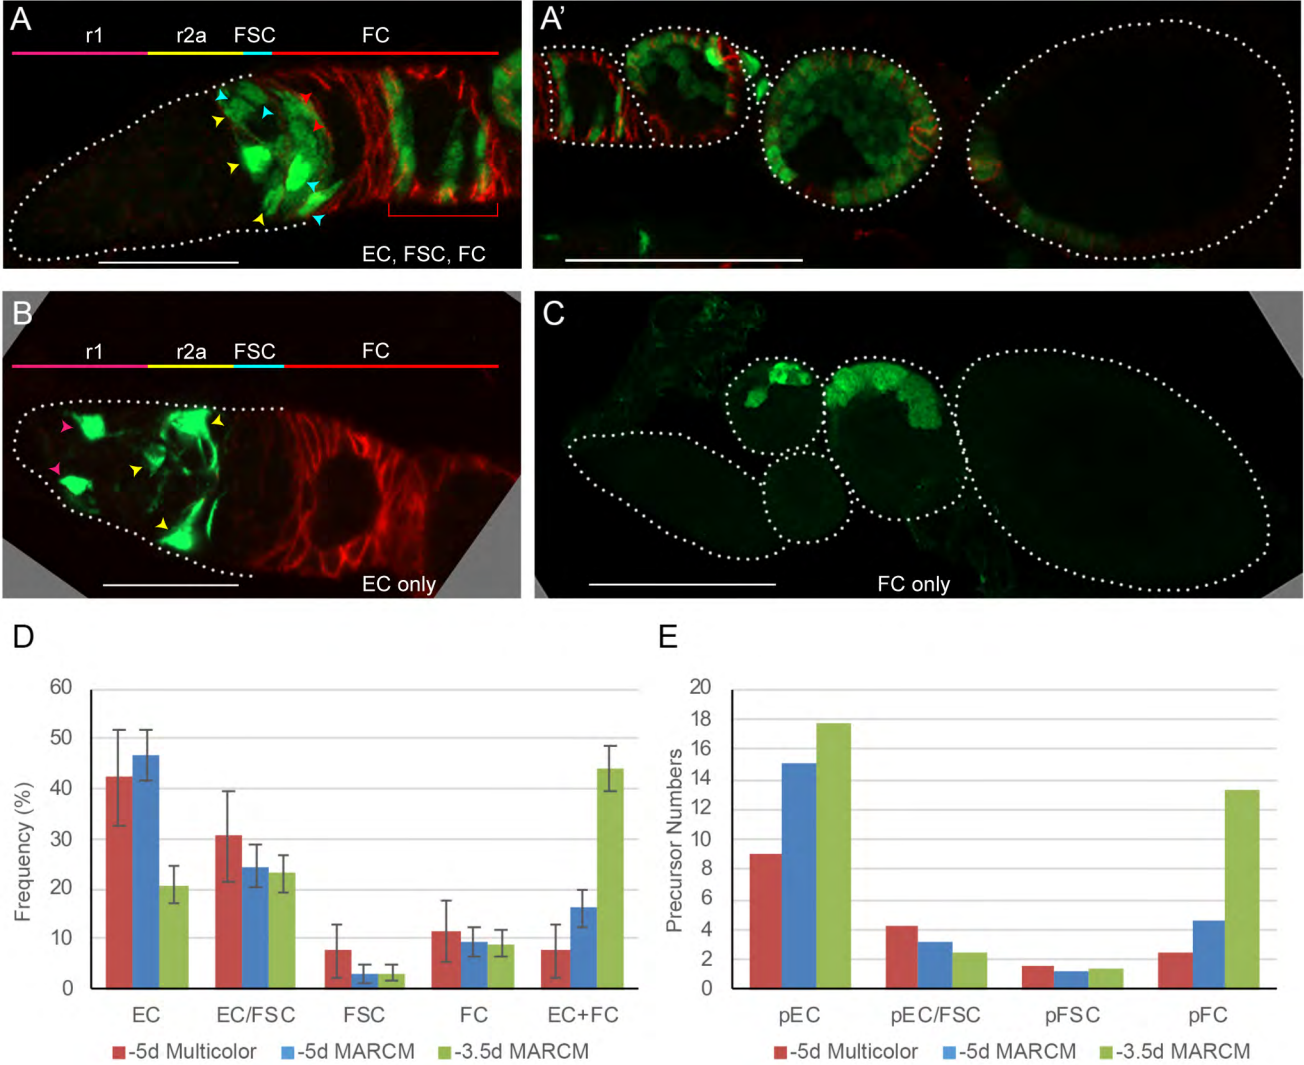 A
r1 r2a FSC FC
EC, FSC, FC
A’
B
r1 r2a FSC FC
EC only
C
FC only
D
Frequency (%)
60
50
40
30
20
10
0
EC EC/FSC FSC FC EC+FC
-5d Multicolor -5d MARCM -3.5d MARCM
E
Precursor Numbers
20
18
16
14
12
10
8
6
4
2
0
pEC pEC/FSC pFSC pFC
-5d Multicolor -5d MARCM -3.5d MARCM